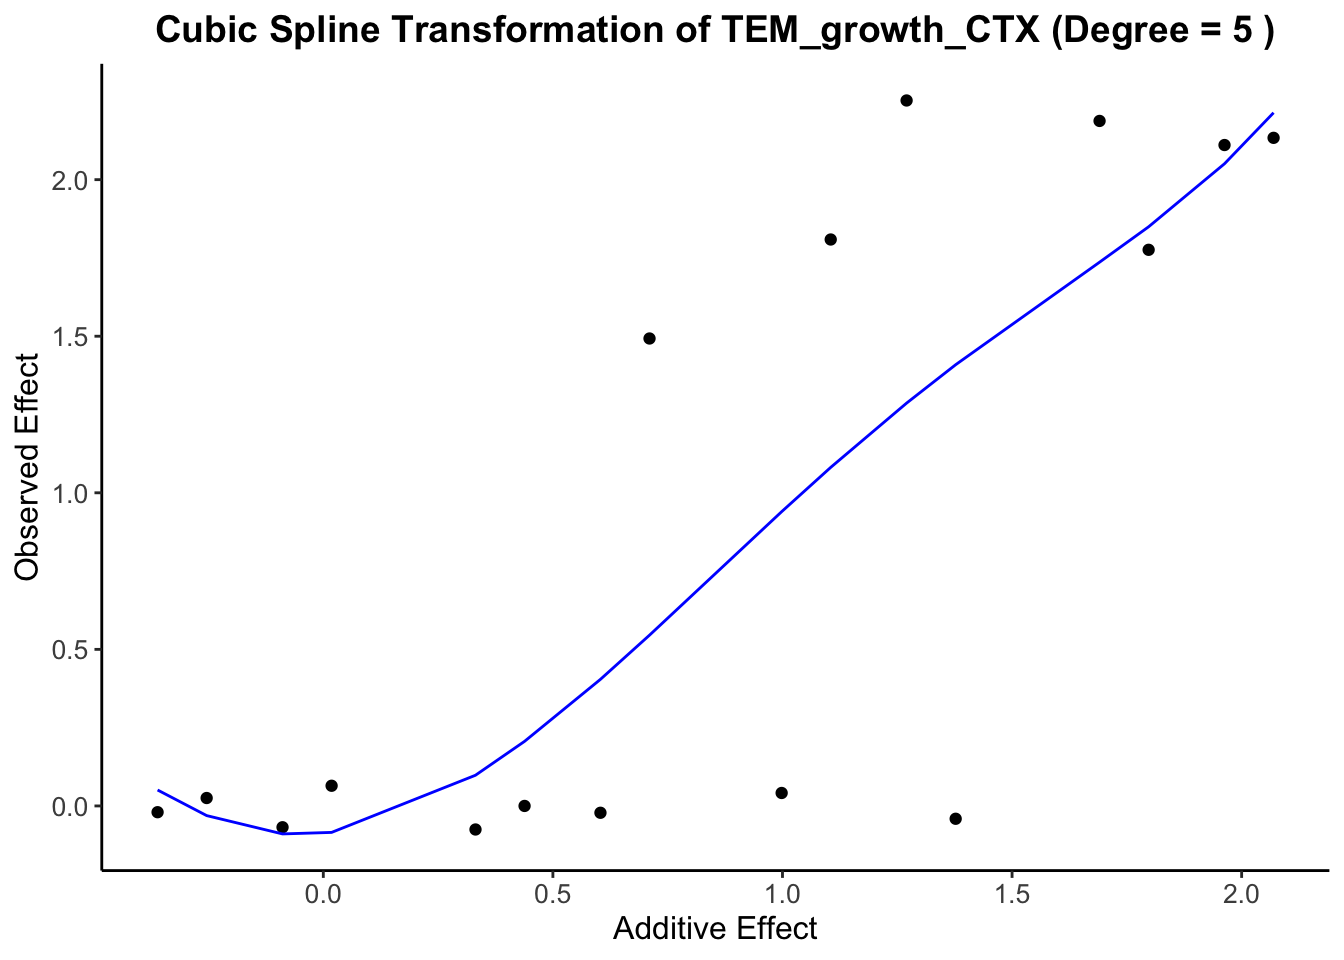 Cubic Spline Transformation of TEM_growth_CTX (Degree = 5 )
2.0
1.5
1.0
0.5
0.0
Observed Effect
0.0 0.5 1.0 1.5 2.0
Additive Effect